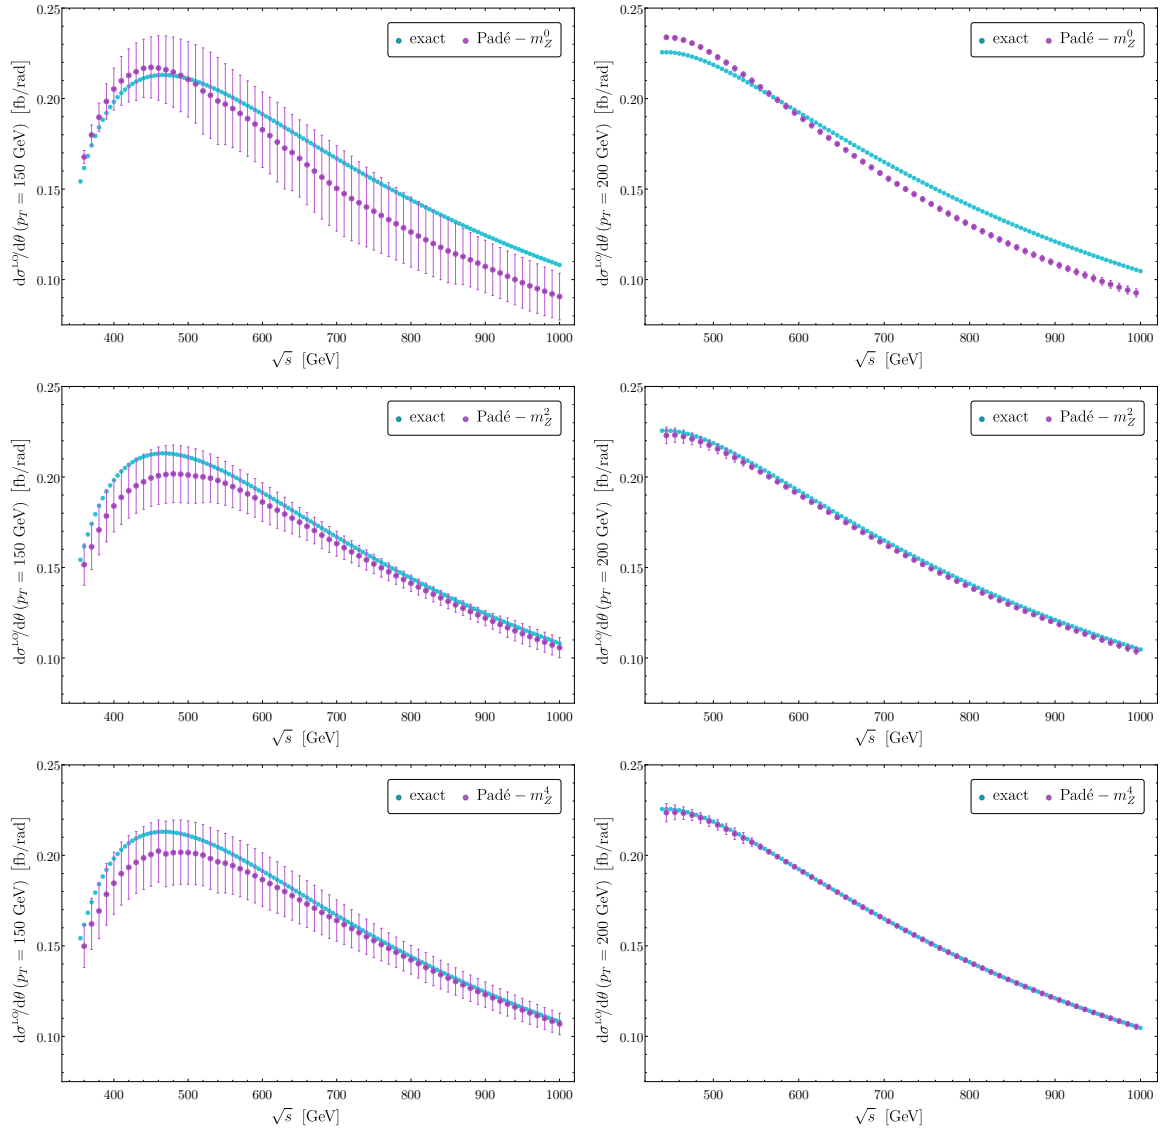 0.25
0.20
0.15
0.10
400 500 600 700 800 900 1000
√s [GeV]
dσ^LO/dθ (p_T = 150 GeV) [fb/rad]
exact Padé − m_Z^0
0.25
0.20
0.15
0.10
500 600 700 800 900 1000
√s [GeV]
dσ^LO/dθ (p_T = 200 GeV) [fb/rad]
exact Padé − m_Z^0
0.25
0.20
0.15
0.10
400 500 600 700 800 900 1000
√s [GeV]
dσ^LO/dθ (p_T = 150 GeV) [fb/rad]
exact Padé − m_Z^2
0.25
0.20
0.15
0.10
500 600 700 800 900 1000
√s [GeV]
dσ^LO/dθ (p_T = 200 GeV) [fb/rad]
exact Padé − m_Z^2
0.25
0.20
0.15
0.10
400 500 600 700 800 900 1000
√s [GeV]
dσ^LO/dθ (p_T = 150 GeV) [fb/rad]
exact Padé − m_Z^4
0.25
0.20
0.15
0.10
500 600 700 800 900 1000
√s [GeV]
dσ^LO/dθ (p_T = 200 GeV) [fb/rad]
exact Padé − m_Z^4